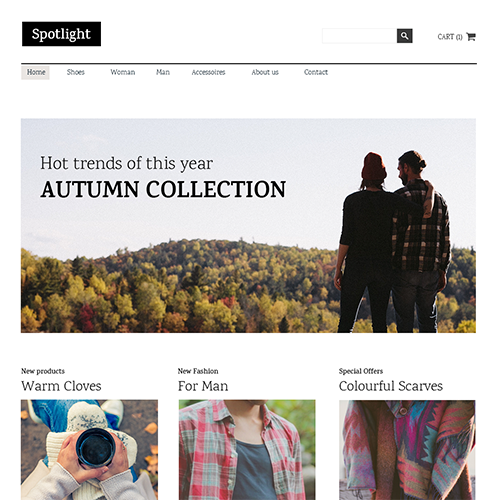 Spotlight
CART (1)
Home Shoes Woman Man Accessoires About us Contact
Hot trends of this year
AUTUMN COLLECTION
New products
Warm Cloves
New Fashion
For Man
Special Offers
Colourful Scarves